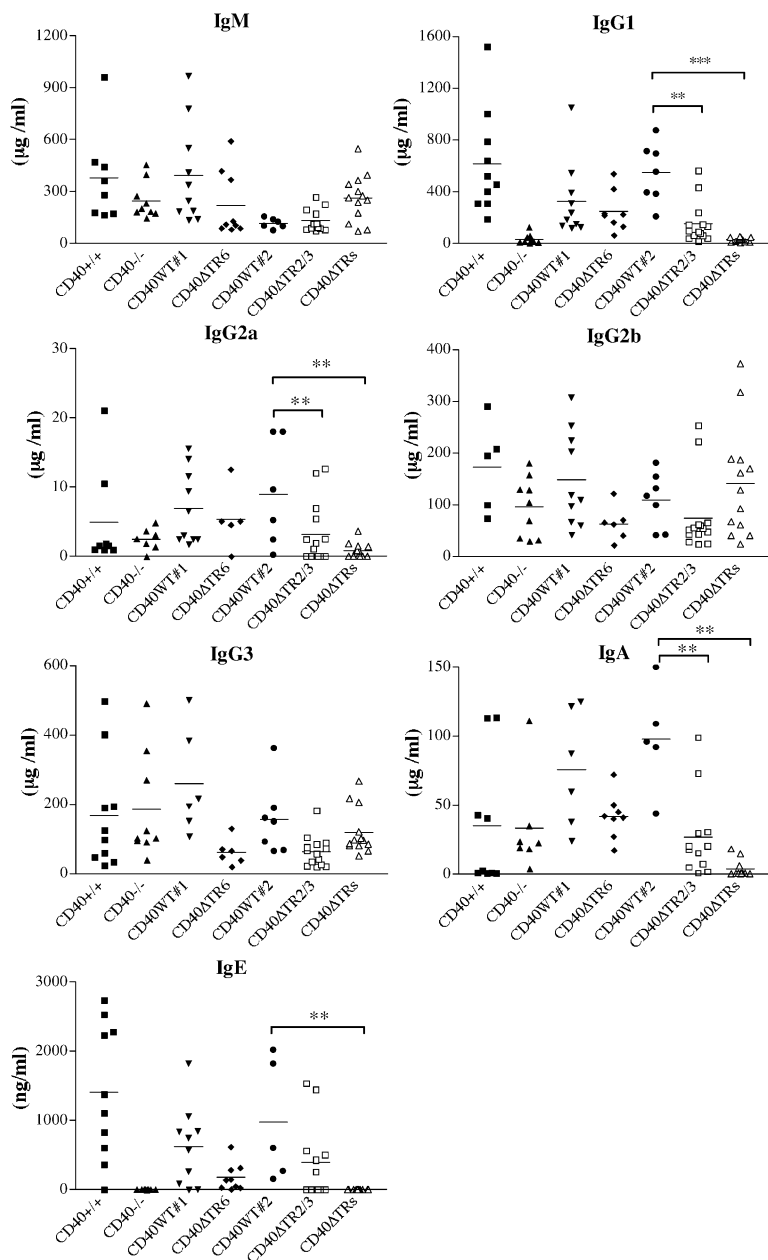 IgM
(µg /ml)
1200
900
600
300
0
CD40+/+
CD40-/-
CD40WT#1
CD40ΔTR6
CD40WT#2
CD40ΔTR2/3
CD40ΔTRs
IgG1
(µg /ml)
1600
1200
800
400
0
***
**
CD40+/+
CD40-/-
CD40WT#1
CD40ΔTR6
CD40WT#2
CD40ΔTR2/3
CD40ΔTRs
IgG2a
(µg /ml)
30
20
10
0
**
**
CD40+/+
CD40-/-
CD40WT#1
CD40ΔTR6
CD40WT#2
CD40ΔTR2/3
CD40ΔTRs
IgG2b
(µg /ml)
400
300
200
100
0
CD40+/+
CD40-/-
CD40WT#1
CD40ΔTR6
CD40WT#2
CD40ΔTR2/3
CD40ΔTRs
IgG3
(µg /ml)
600
400
200
0
CD40+/+
CD40-/-
CD40WT#1
CD40ΔTR6
CD40WT#2
CD40ΔTR2/3
CD40ΔTRs
IgA
(µg /ml)
150
100
50
0
**
**
CD40+/+
CD40-/-
CD40WT#1
CD40ΔTR6
CD40WT#2
CD40ΔTR2/3
CD40ΔTRs
IgE
(ng/ml)
3000
2000
1000
0
**
CD40+/+
CD40-/-
CD40WT#1
CD40ΔTR6
CD40WT#2
CD40ΔTR2/3
CD40ΔTRs